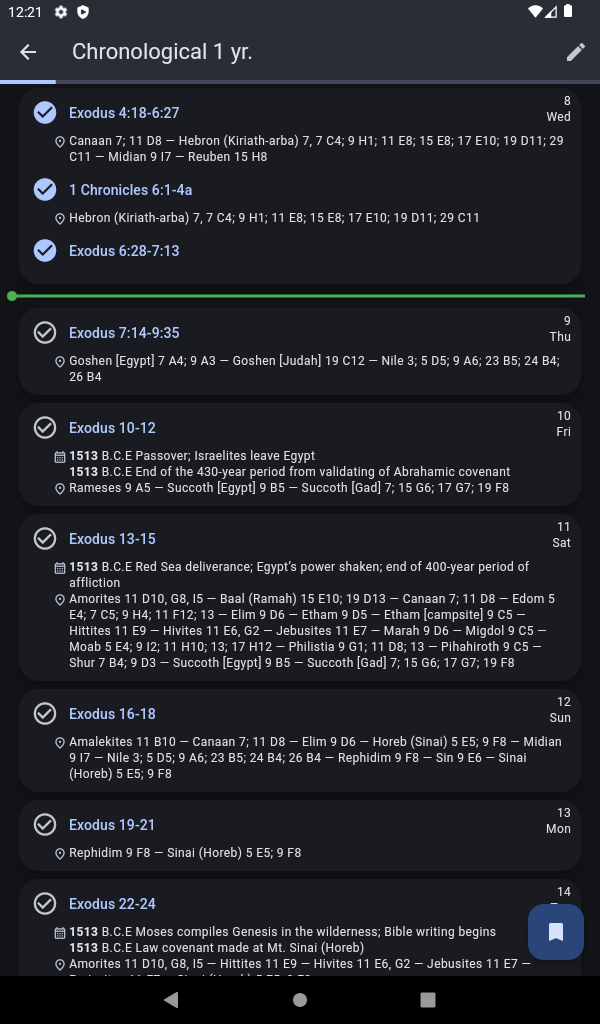 12:21
Chronological 1 yr.
8
Wed
Exodus 4:18-6:27
Canaan 7; 11 D8 — Hebron (Kiriath-arba) 7, 7 C4; 9 H1; 11 E8; 15 E8; 17 E10; 19 D11; 29
C11 — Midian 9 I7 — Reuben 15 H8
1 Chronicles 6:1-4a
Hebron (Kiriath-arba) 7, 7 C4; 9 H1; 11 E8; 15 E8; 17 E10; 19 D11; 29 C11
Exodus 6:28-7:13
9
Thu
Exodus 7:14-9:35
Goshen [Egypt] 7 A4; 9 A3 — Goshen [Judah] 19 C12 — Nile 3; 5 D5; 9 A6; 23 B5; 24 B4;
26 B4
10
Fri
Exodus 10-12
1513 B.C.E Passover; Israelites leave Egypt
1513 B.C.E End of the 430-year period from validating of Abrahamic covenant
Rameses 9 A5 — Succoth [Egypt] 9 B5 — Succoth [Gad] 7; 15 G6; 17 G7; 19 F8
11
Sat
Exodus 13-15
1513 B.C.E Red Sea deliverance; Egypt's power shaken; end of 400-year period of
affliction
Amorites 11 D10, G8, I5 — Baal (Ramah) 15 E10; 19 D13 — Canaan 7; 11 D8 — Edom 5
E4; 7 C5; 9 H4; 11 F12; 13 — Elim 9 D6 — Etham 9 D5 — Etham [campsite] 9 C5 —
Hittites 11 E9 — Hivites 11 E6, G2 — Jebusites 11 E7 — Marah 9 D6 — Migdol 9 C5 —
Moab 5 E4; 9 I2; 11 H10; 13; 17 H12 — Philistia 9 G1; 11 D8; 13 — Pihahiroth 9 C5 —
Shur 7 B4; 9 D3 — Succoth [Egypt] 9 B5 — Succoth [Gad] 7; 15 G6; 17 G7; 19 F8
12
Sun
Exodus 16-18
Amalekites 11 B10 — Canaan 7; 11 D8 — Elim 9 D6 — Horeb (Sinai) 5 E5; 9 F8 — Midian
9 I7 — Nile 3; 5 D5; 9 A6; 23 B5; 24 B4; 26 B4 — Rephidim 9 F8 — Sin 9 E6 — Sinai
(Horeb) 5 E5; 9 F8
13
Mon
Exodus 19-21
Rephidim 9 F8 — Sinai (Horeb) 5 E5; 9 F8
14
Exodus 22-24
1513 B.C.E Moses compiles Genesis in the wilderness; Bible writing begins
1513 B.C.E Law covenant made at Mt. Sinai (Horeb)
Amorites 11 D10, G8, I5 — Hittites 11 E9 — Hivites 11 E6, G2 — Jebusites 11 E7 —